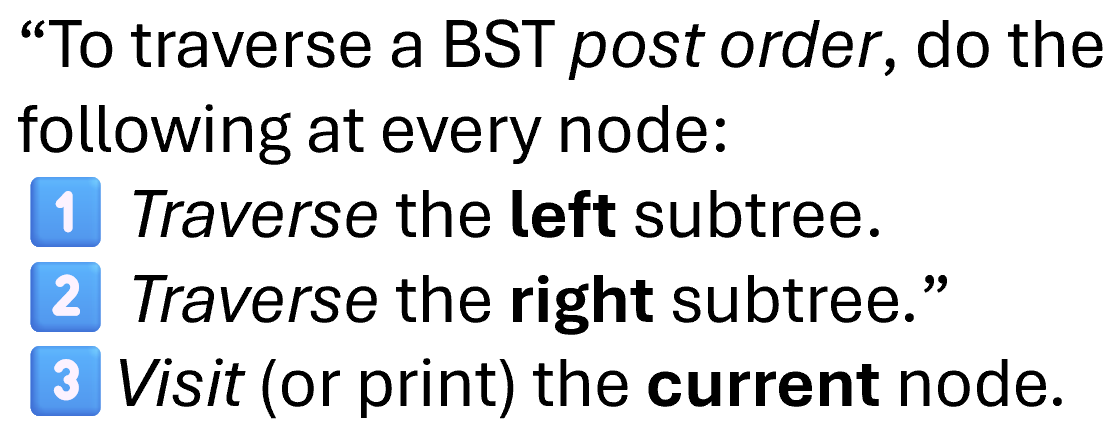 “To traverse a BST post order, do the
following at every node:
1 Traverse the left subtree.
2 Traverse the right subtree.”
3 Visit (or print) the current node.